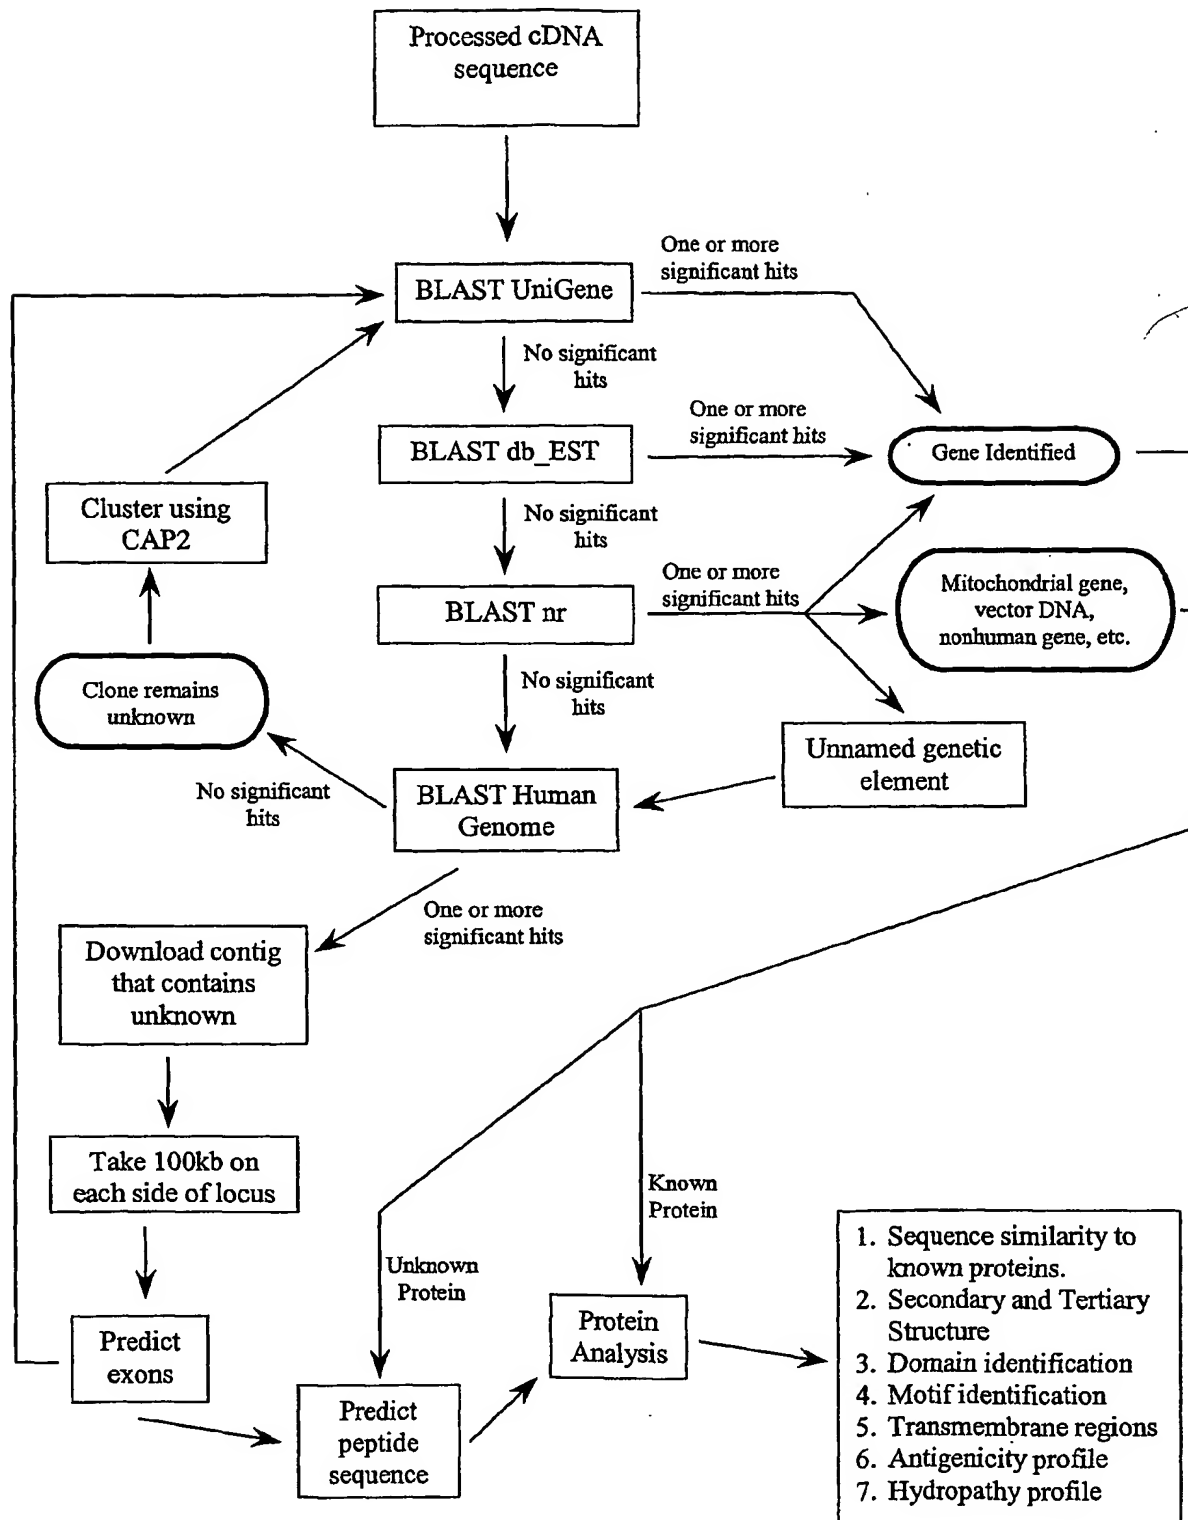 Processed cDNA
sequence
One or more
significant hits
BLAST UniGene
No significant
hits
One or more
significant hits
BLAST db_EST
Gene Identified
Cluster using
CAP2
No significant
hits
One or more
significant hits
BLAST nr
Mitochondrial gene,
vector DNA,
nonhuman gene, etc.
Clone remains
unknown
No significant
hits
Unnamed genetic
element
No significant
hits
BLAST Human
Genome
One or more
significant hits
Download contig
that contains
unknown
Take 100kb on
each side of locus
Known
Protein
Unknown
Protein
Predict
exons
Protein
Analysis
Predict
peptide
sequence
1. Sequence similarity to
known proteins.
2. Secondary and Tertiary
Structure
3. Domain identification
4. Motif identification
5. Transmembrane regions
6. Antigenicity profile
7. Hydropathy profile